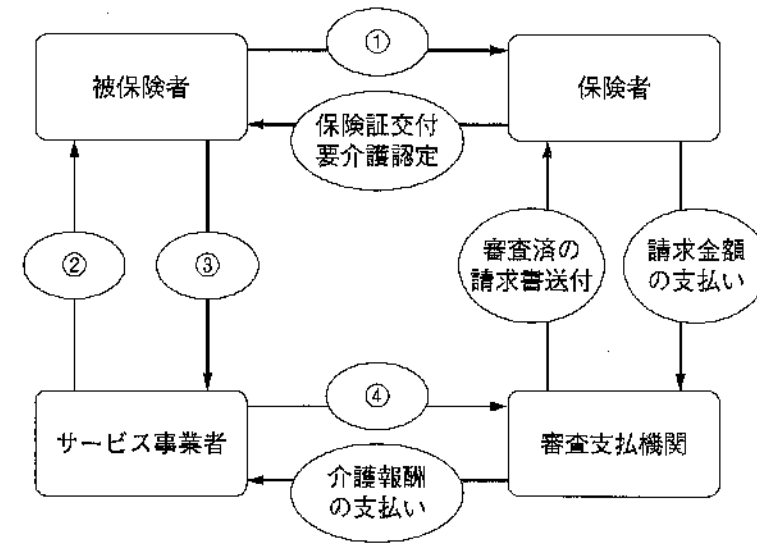 ①
被保険者
保険者
保険証交付
要介護認定
②
③
審査済の
請求書送付
請求金額
の支払い
④
サービス事業者
審査支払機関
介護報酬
の支払い